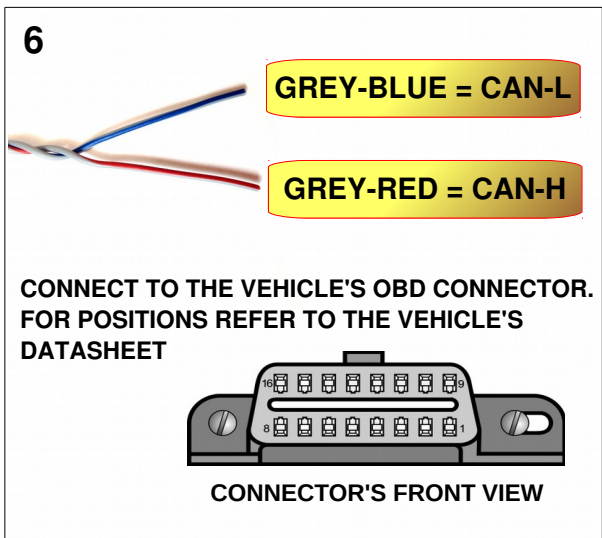 6
GREY-BLUE = CAN-L
GREY-RED = CAN-H
CONNECT TO THE VEHICLE'S OBD CONNECTOR.
FOR POSITIONS REFER TO THE VEHICLE'S
DATASHEET
16 9
8 1
CONNECTOR'S FRONT VIEW